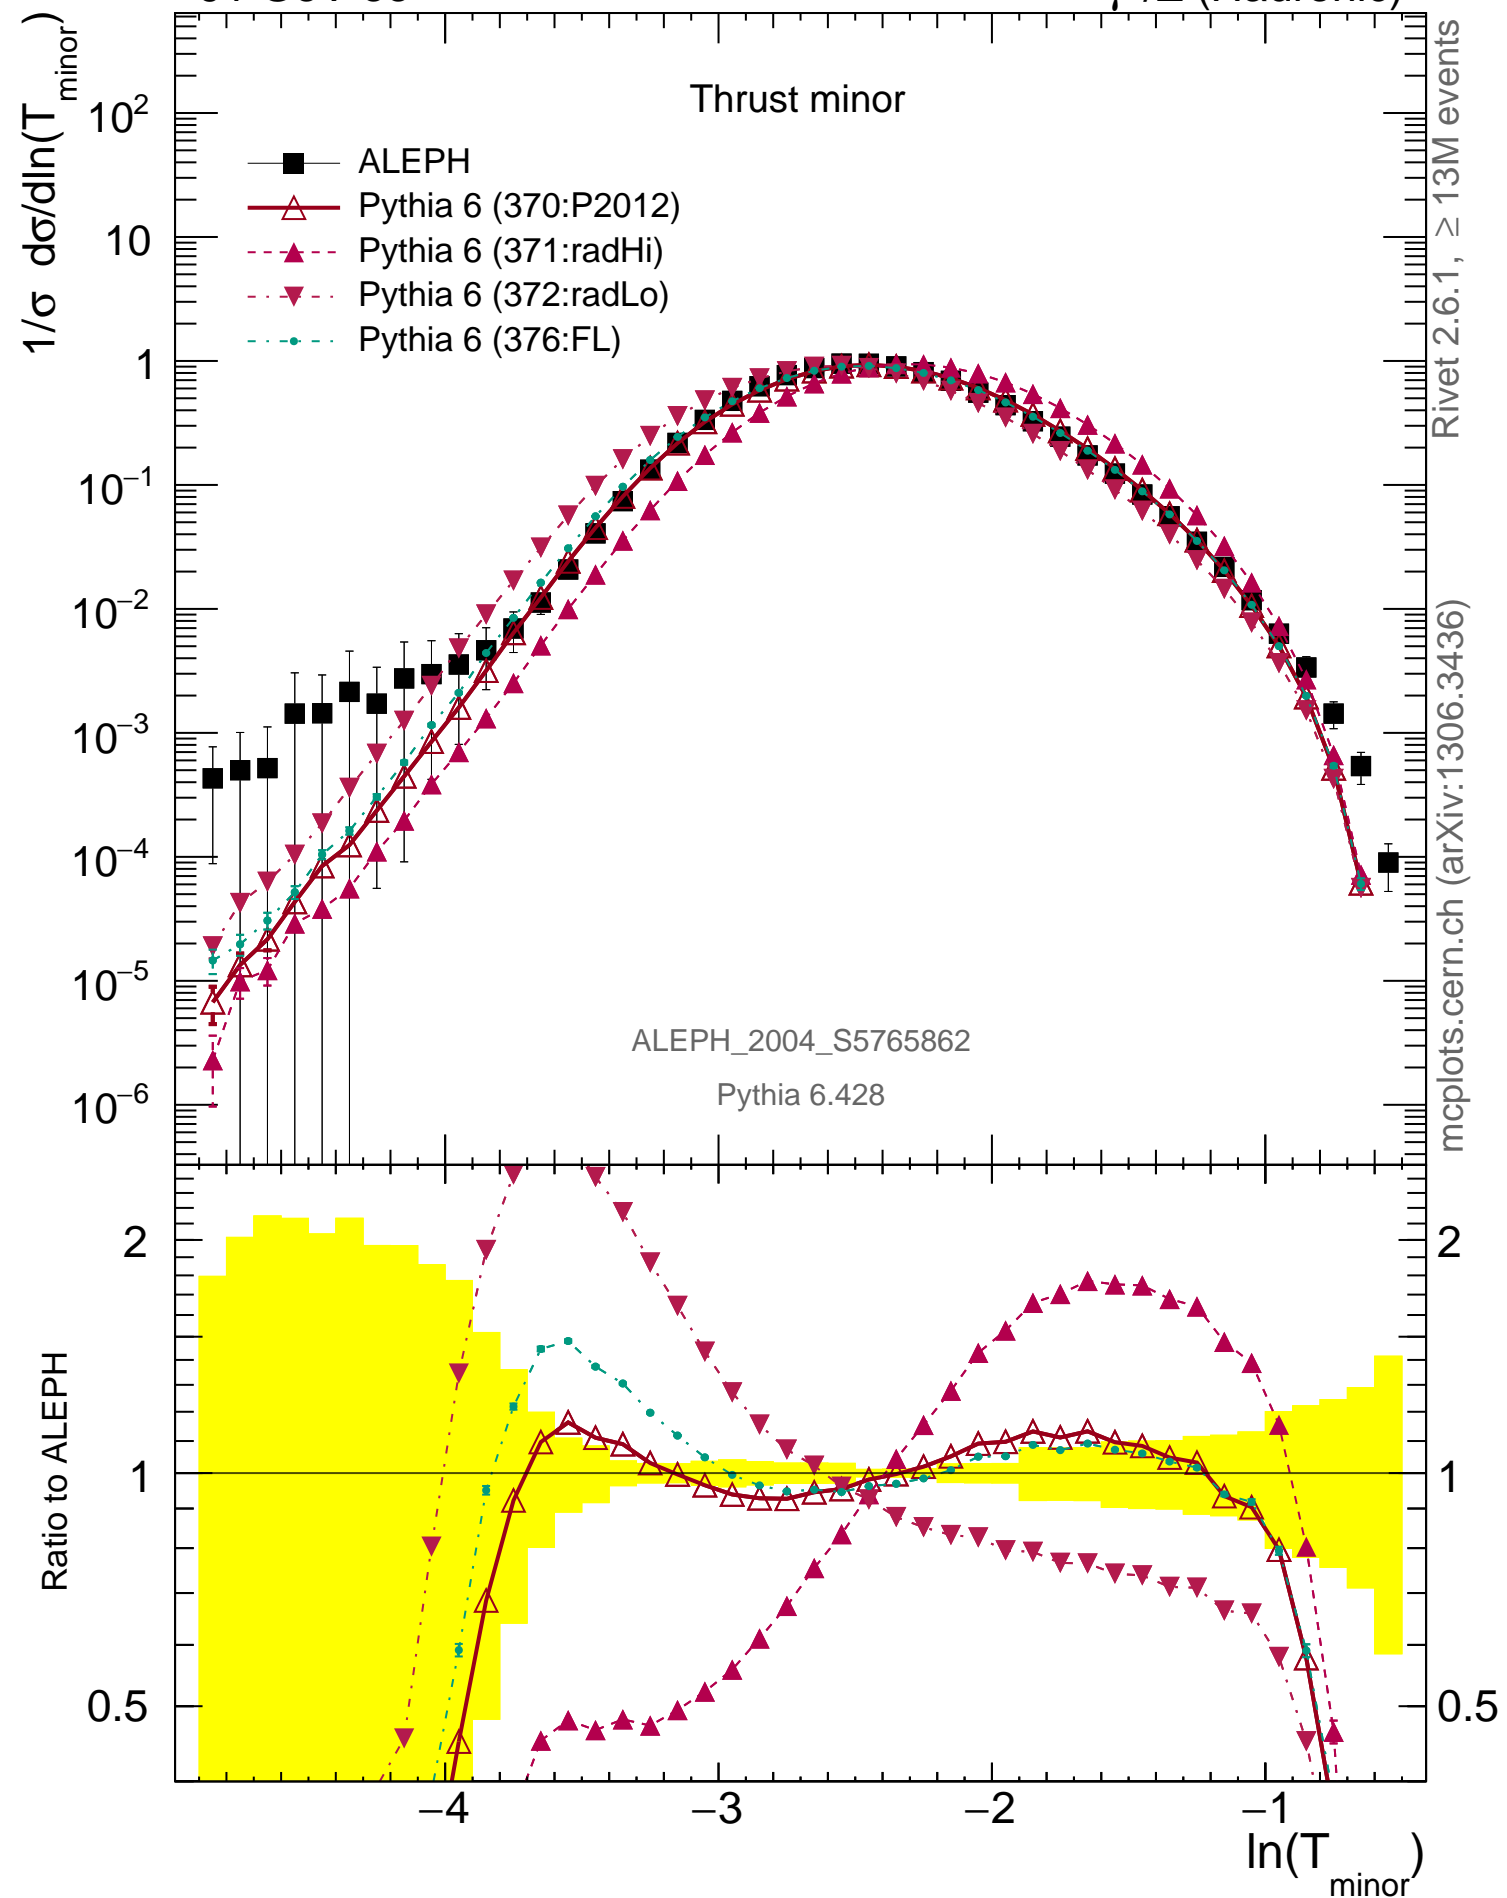 Thrust minor
1/σ dσ/dln(T_minor)
10²
10
1
10⁻¹
10⁻²
10⁻³
10⁻⁴
10⁻⁵
10⁻⁶
ALEPH
Pythia 6 (370:P2012)
Pythia 6 (371:radHi)
Pythia 6 (372:radLo)
Pythia 6 (376:FL)
ALEPH_2004_S5765862
Pythia 6.428
Rivet 2.6.1, ≥ 13M events
mcplots.cern.ch (arXiv:1306.3436)
Ratio to ALEPH
2
1
0.5
2
1
0.5
−4 −3 −2 −1
ln(T_minor)